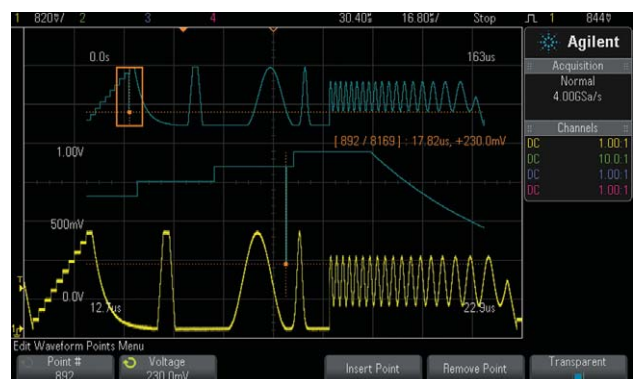 1 820▽/ 2 3 4 30.40s 16.80s/ Stop 1 844▽
Agilent
0.0s 163us
Acquisition
Normal
4.00GSa/s
Channels
DC 1.00:1
DC 10.0:1
DC 1.00:1
DC 1.00:1
[ 892 / 8169 ] : 17.82us, +230.0mV
1.00V
500mV
0.0V
12.7us 22.9us
Edit Waveform Points Menu
Point #
892
Voltage
230.0mV
Insert Point
Remove Point
Transparent